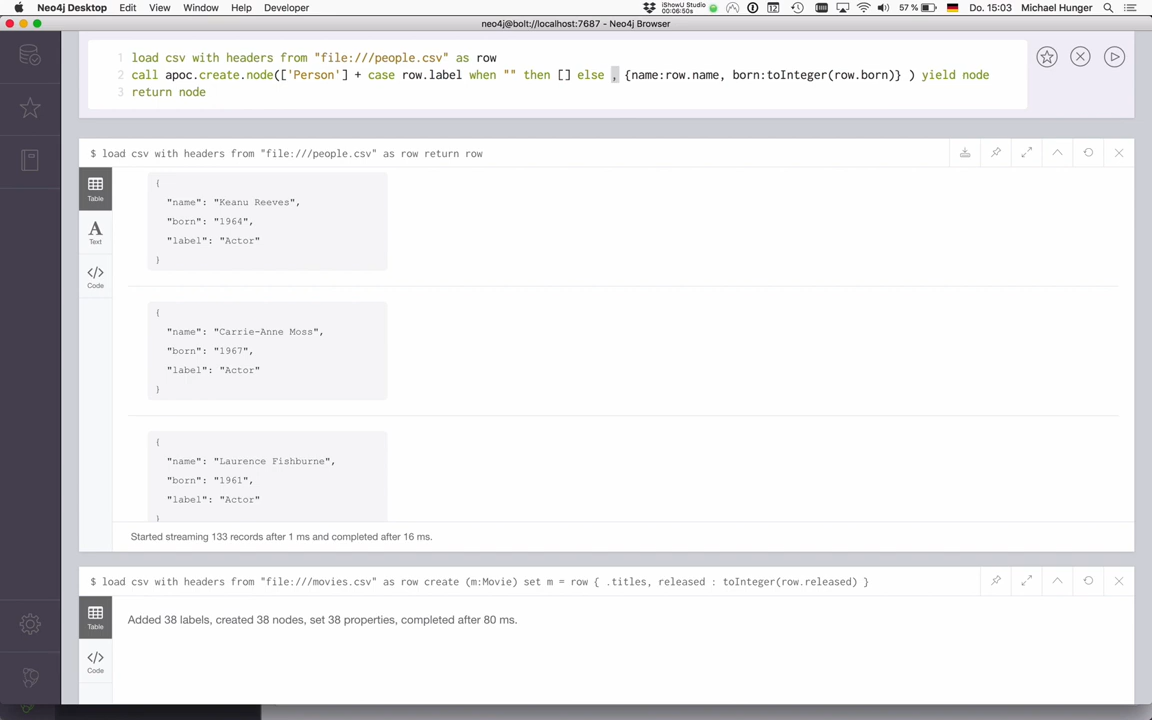 Neo4j Desktop Edit View Window Help Developer
iShowU Studio
00:06:50s
12
57 % Do. 15:03 Michael Hunger
neo4j@bolt://localhost:7687 - Neo4j Browser
1 load csv with headers from "file:///people.csv" as row
2 call apoc.create.node(['Person'] + case row.label when "" then [] else , {name:row.name, born:toInteger(row.born)} ) yield node
3 return node
$ load csv with headers from "file:///people.csv" as row return row
Table
{
"name": "Keanu Reeves",
"born": "1964",
"label": "Actor"
}
A
Text
</>
Code
{
"name": "Carrie-Anne Moss",
"born": "1967",
"label": "Actor"
}
{
"name": "Laurence Fishburne",
"born": "1961",
"label": "Actor"
}
Started streaming 133 records after 1 ms and completed after 16 ms.
$ load csv with headers from "file:///movies.csv" as row create (m:Movie) set m = row { .titles, released : toInteger(row.released) }
Table
Added 38 labels, created 38 nodes, set 38 properties, completed after 80 ms.
</>
Code